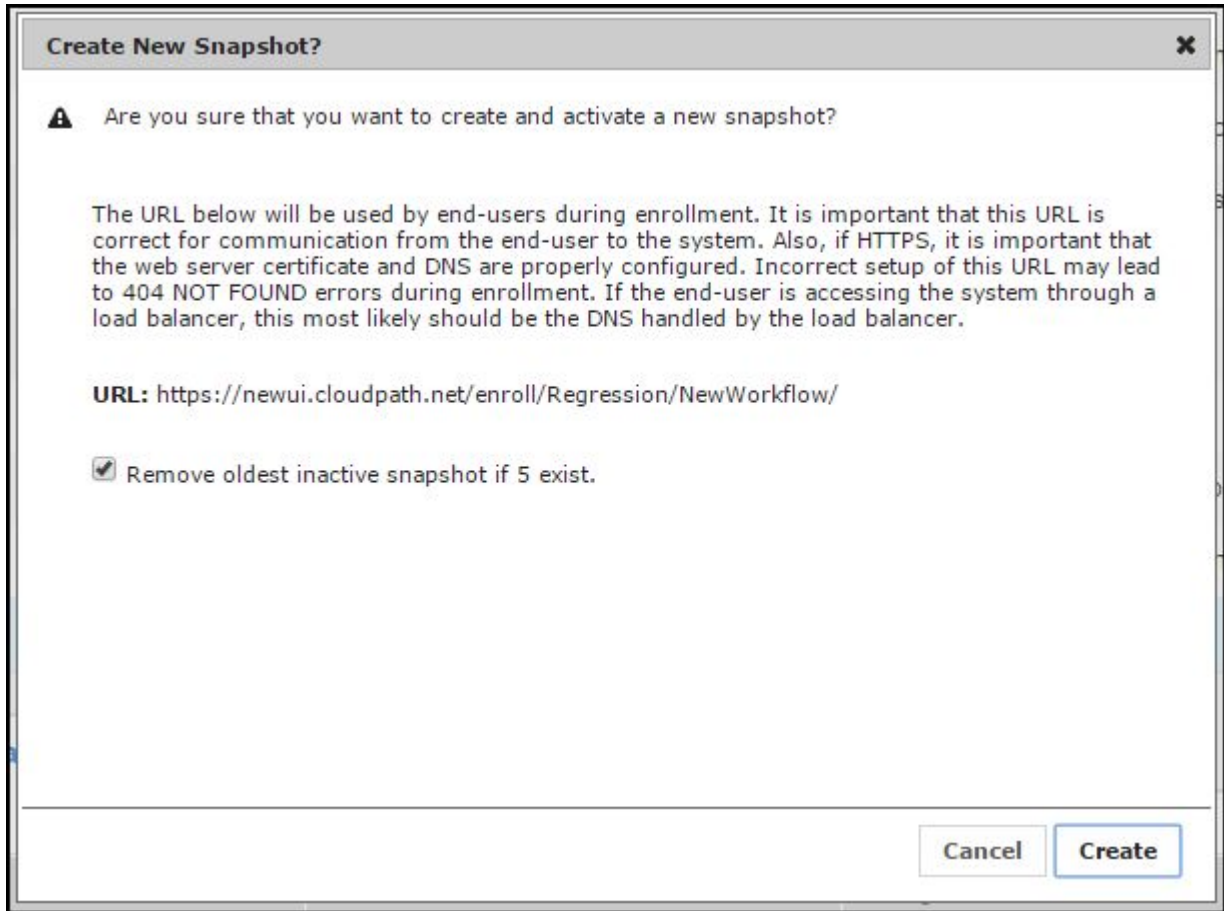 Create New Snapshot?
Are you sure that you want to create and activate a new snapshot?
The URL below will be used by end-users during enrollment. It is important that this URL is
correct for communication from the end-user to the system. Also, if HTTPS, it is important that
the web server certificate and DNS are properly configured. Incorrect setup of this URL may lead
to 404 NOT FOUND errors during enrollment. If the end-user is accessing the system through a
load balancer, this most likely should be the DNS handled by the load balancer.
URL: https://newui.cloudpath.net/enroll/Regression/NewWorkflow/
Remove oldest inactive snapshot if 5 exist.
Cancel Create